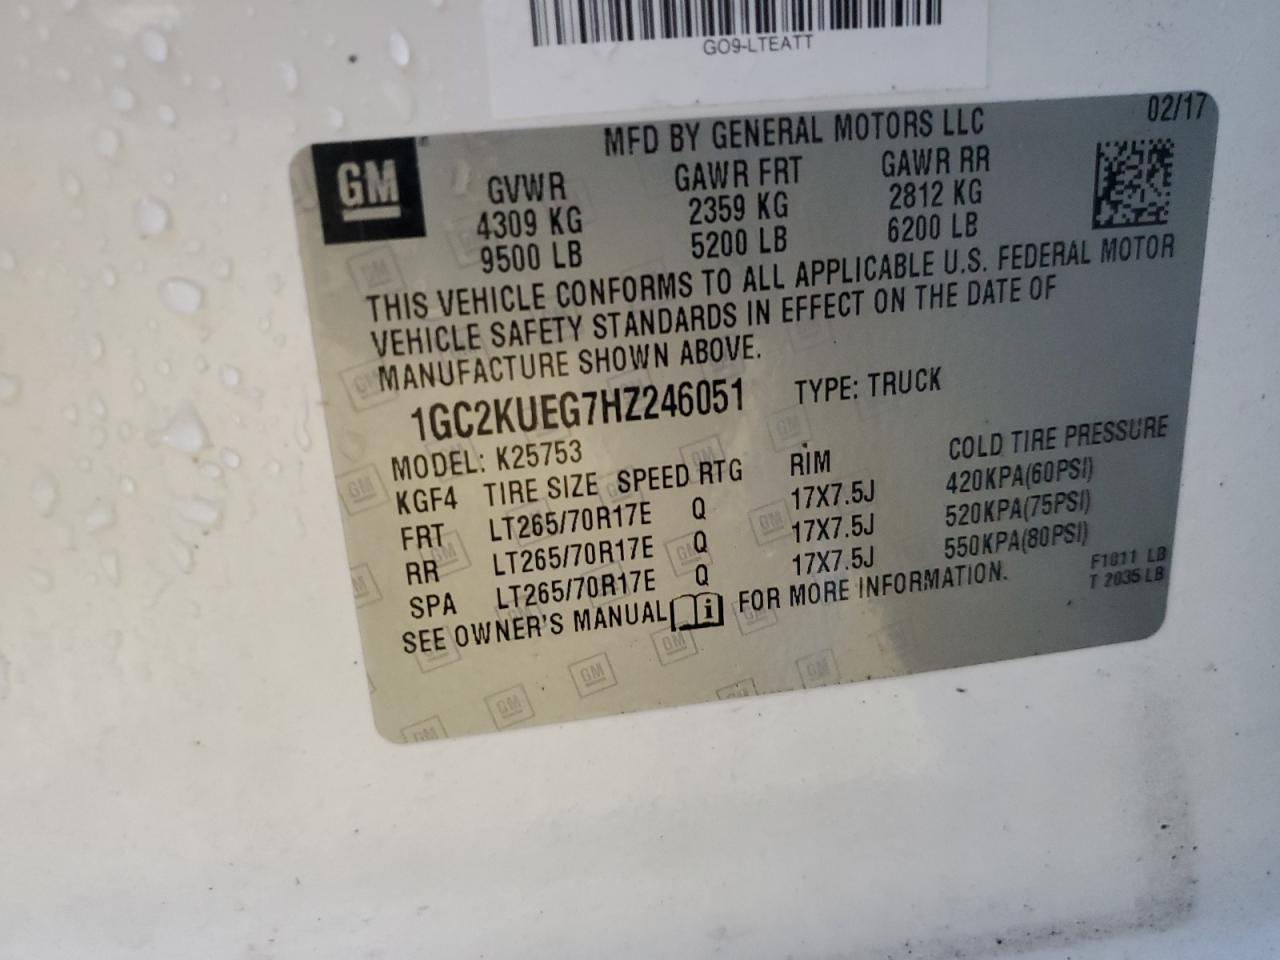 GO9-LTEATT
02/17
MFD BY GENERAL MOTORS LLC
GM
GVWR GAWR FRT GAWR RR
4309 KG 2359 KG 2812 KG
9500 LB 5200 LB 6200 LB
THIS VEHICLE CONFORMS TO ALL APPLICABLE U.S. FEDERAL MOTOR
VEHICLE SAFETY STANDARDS IN EFFECT ON THE DATE OF
MANUFACTURE SHOWN ABOVE.
1GC2KUEG7HZ246051 TYPE: TRUCK
MODEL: K25753
KGF4 TIRE SIZE SPEED RTG RIM COLD TIRE PRESSURE
FRT LT265/70R17E Q 17X7.5J 420KPA(60PSI)
RR LT265/70R17E Q 17X7.5J 520KPA(75PSI)
SPA LT265/70R17E Q 17X7.5J 550KPA(80PSI)
SEE OWNER'S MANUAL FOR MORE INFORMATION.
F1811 LB
T 2035 LB